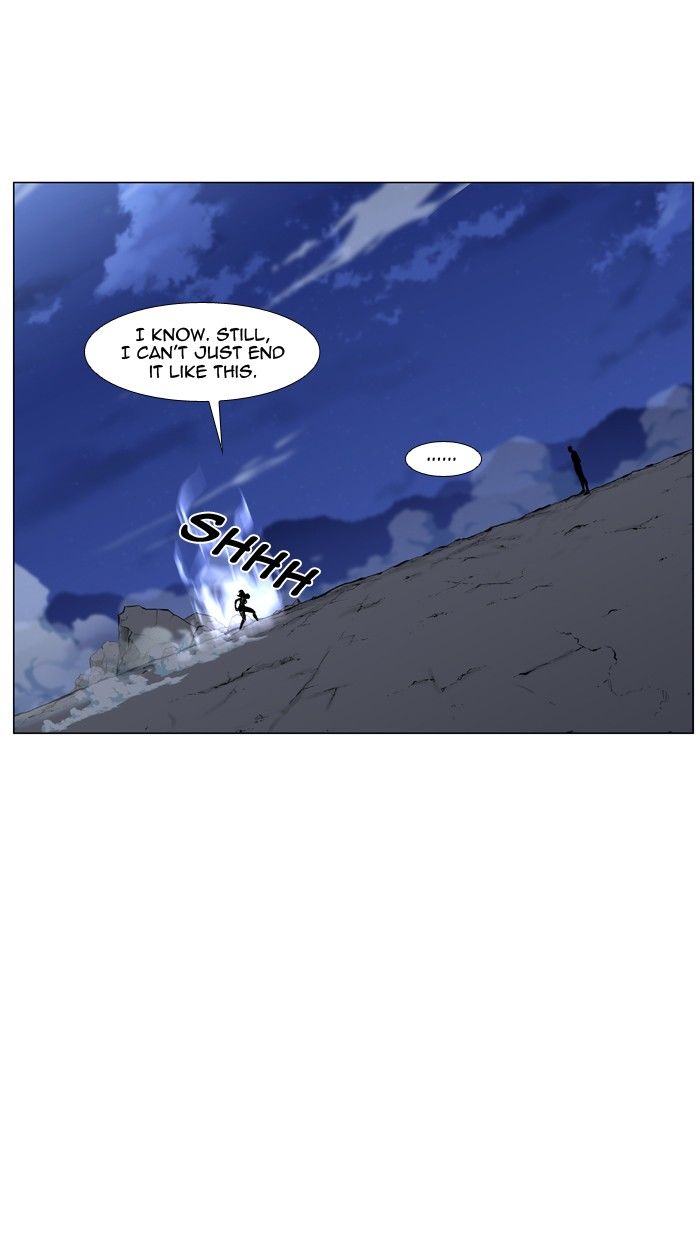 I KNOW. STILL,
I CAN'T JUST END
IT LIKE THIS.
......
SHHH